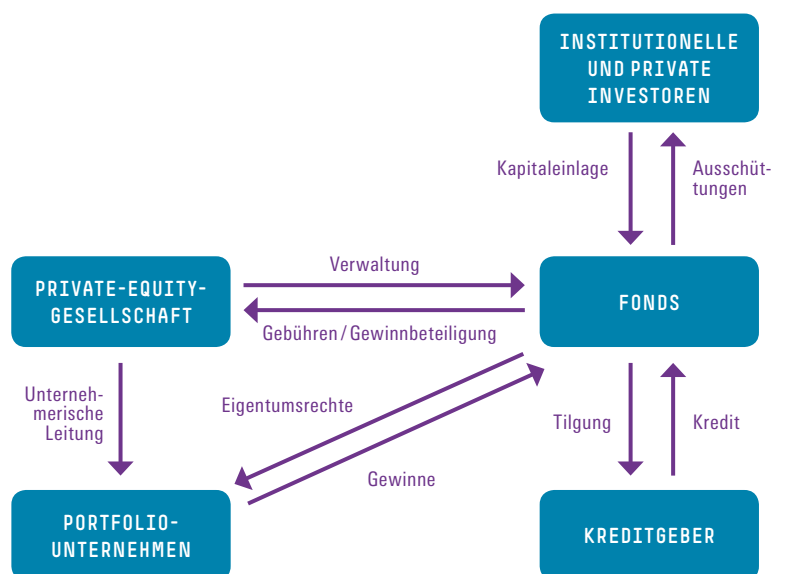 INSTITUTIONELLE
UND PRIVATE
INVESTOREN
Kapitaleinlage
Ausschüt-
tungen
PRIVATE-EQUITY-
GESELLSCHAFT
Verwaltung
Gebühren / Gewinnbeteiligung
FONDS
Unterneh-
merische
Leitung
Eigentumsrechte
Gewinne
Tilgung
Kredit
PORTFOLIO-
UNTERNEHMEN
KREDITGEBER